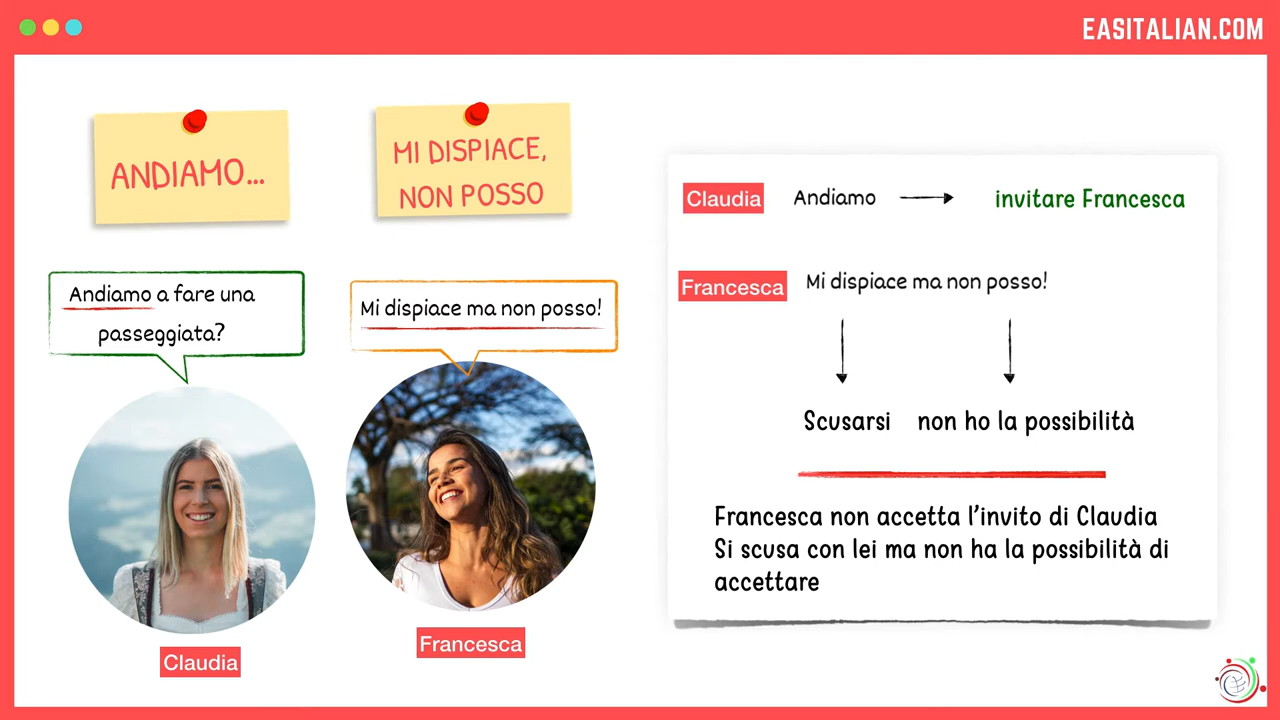 EASITALIAN.COM
ANDIAMO...
MI DISPIACE,
NON POSSO
Andiamo a fare una
passeggiata?
Mi dispiace ma non posso!
Claudia
Francesca
Claudia Andiamo invitare Francesca
Francesca Mi dispiace ma non posso!
Scusarsi non ho la possibilità
Francesca non accetta l'invito di Claudia
Si scusa con lei ma non ha la possibilità di
accettare